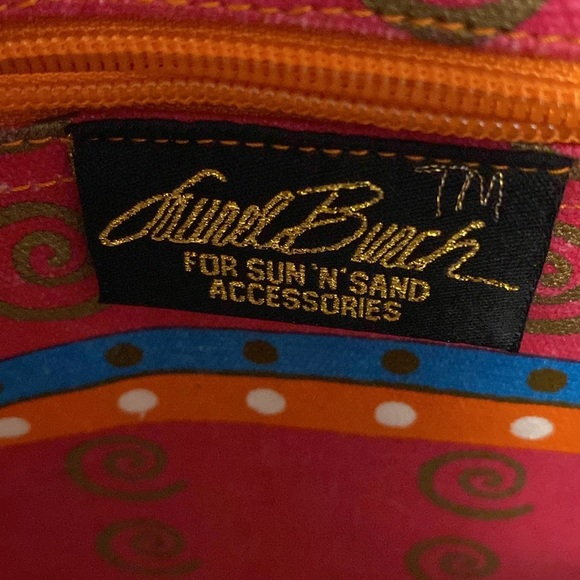 Laurel Burch TM
FOR SUN 'N' SAND
ACCESSORIES